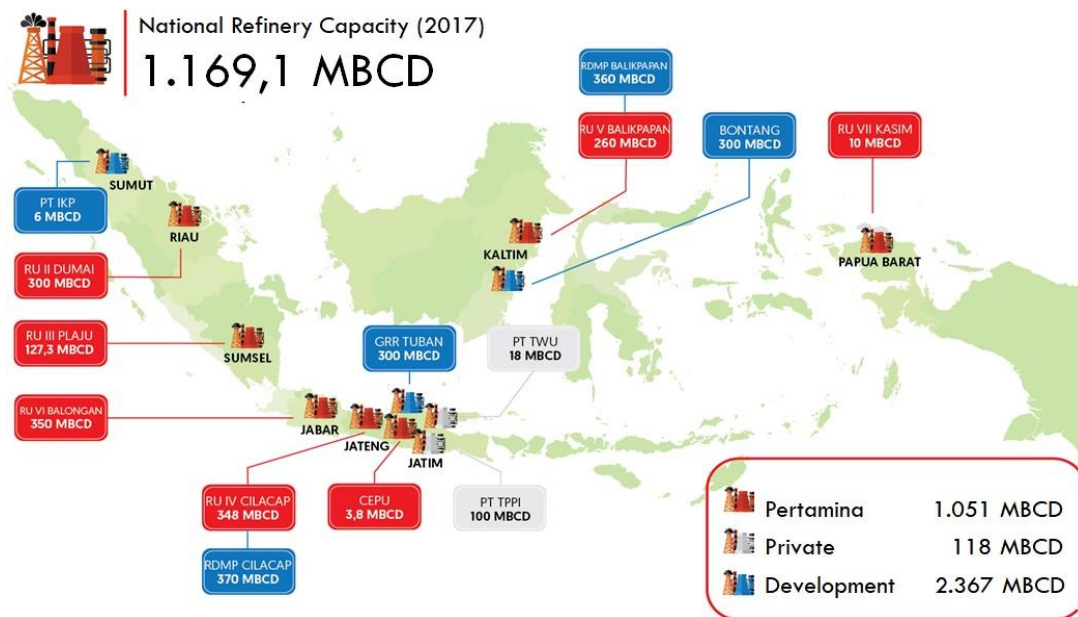 National Refinery Capacity (2017)
1.169,1 MBCD
RDMP BALIKPAPAN
360 MBCD
RU V BALIKPAPAN
260 MBCD
BONTANG
300 MBCD
RU VII KASIM
10 MBCD
SUMUT
PT IKP
6 MBCD
RIAU
KALTIM
PAPUA BARAT
RU II DUMAI
300 MBCD
RU III PLAJU
127,3 MBCD
SUMSEL
GRR TUBAN
300 MBCD
PT TWU
18 MBCD
RU VI BALONGAN
350 MBCD
JABAR
JATENG
JATIM
RU IV CILACAP
348 MBCD
CEPU
3,8 MBCD
PT TPPI
100 MBCD
RDMP CILACAP
370 MBCD
Pertamina 1.051 MBCD
Private 118 MBCD
Development 2.367 MBCD